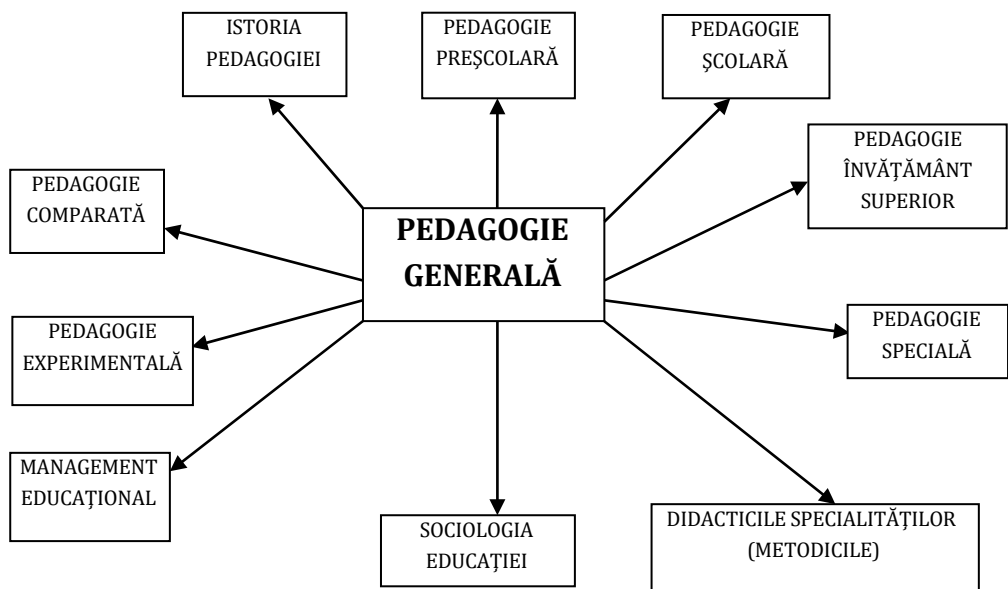 ISTORIA
PEDAGOGIEI
PEDAGOGIE
PREŞCOLARĂ
PEDAGOGIE
ŞCOLARĂ
PEDAGOGIE
ÎNVĂŢĂMÂNT
SUPERIOR
PEDAGOGIE
COMPARATĂ
PEDAGOGIE
GENERALĂ
PEDAGOGIE
EXPERIMENTALĂ
PEDAGOGIE
SPECIALĂ
MANAGEMENT
EDUCAŢIONAL
SOCIOLOGIA
EDUCAŢIEI
DIDACTICILE SPECIALITĂŢILOR
(METODICILE)